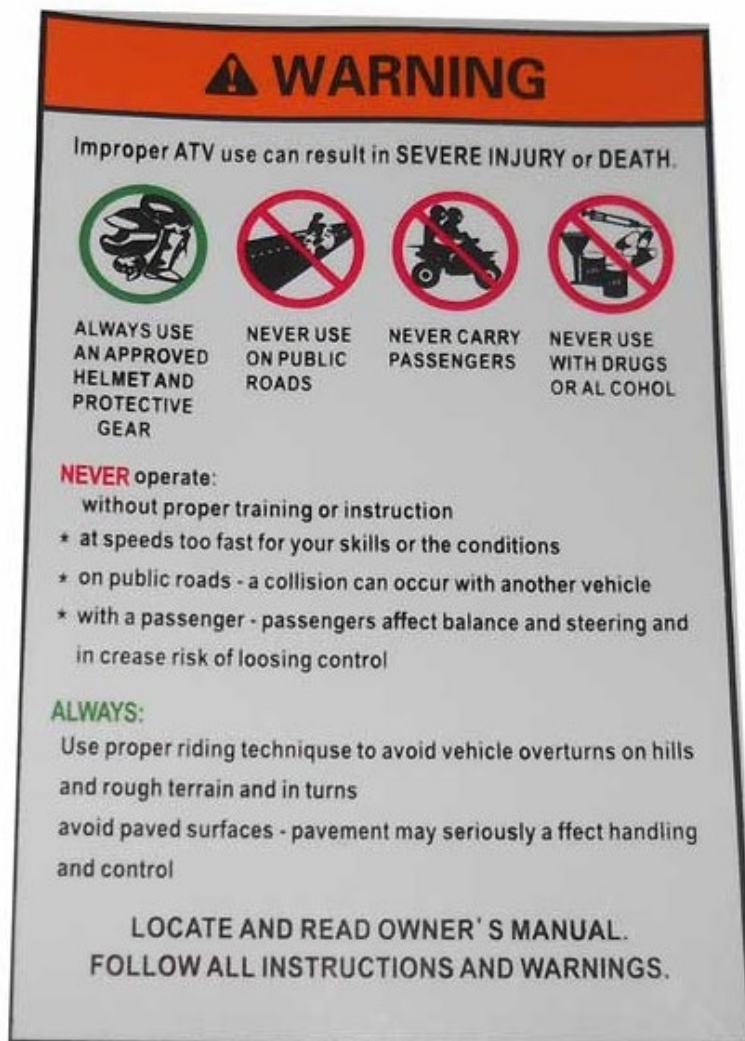 WARNING
Improper ATV use can result in SEVERE INJURY or DEATH.
ALWAYS USE
AN APPROVED
HELMET AND
PROTECTIVE
GEAR
NEVER USE
ON PUBLIC
ROADS
NEVER CARRY
PASSENGERS
NEVER USE
WITH DRUGS
OR AL COHOL
NEVER operate:
without proper training or instruction
* at speeds too fast for your skills or the conditions
* on public roads - a collision can occur with another vehicle
* with a passenger - passengers affect balance and steering and
in crease risk of loosing control
ALWAYS:
Use proper riding techniquse to avoid vehicle overturns on hills
and rough terrain and in turns
avoid paved surfaces - pavement may seriously a ffect handling
and control
LOCATE AND READ OWNER' S MANUAL.
FOLLOW ALL INSTRUCTIONS AND WARNINGS.